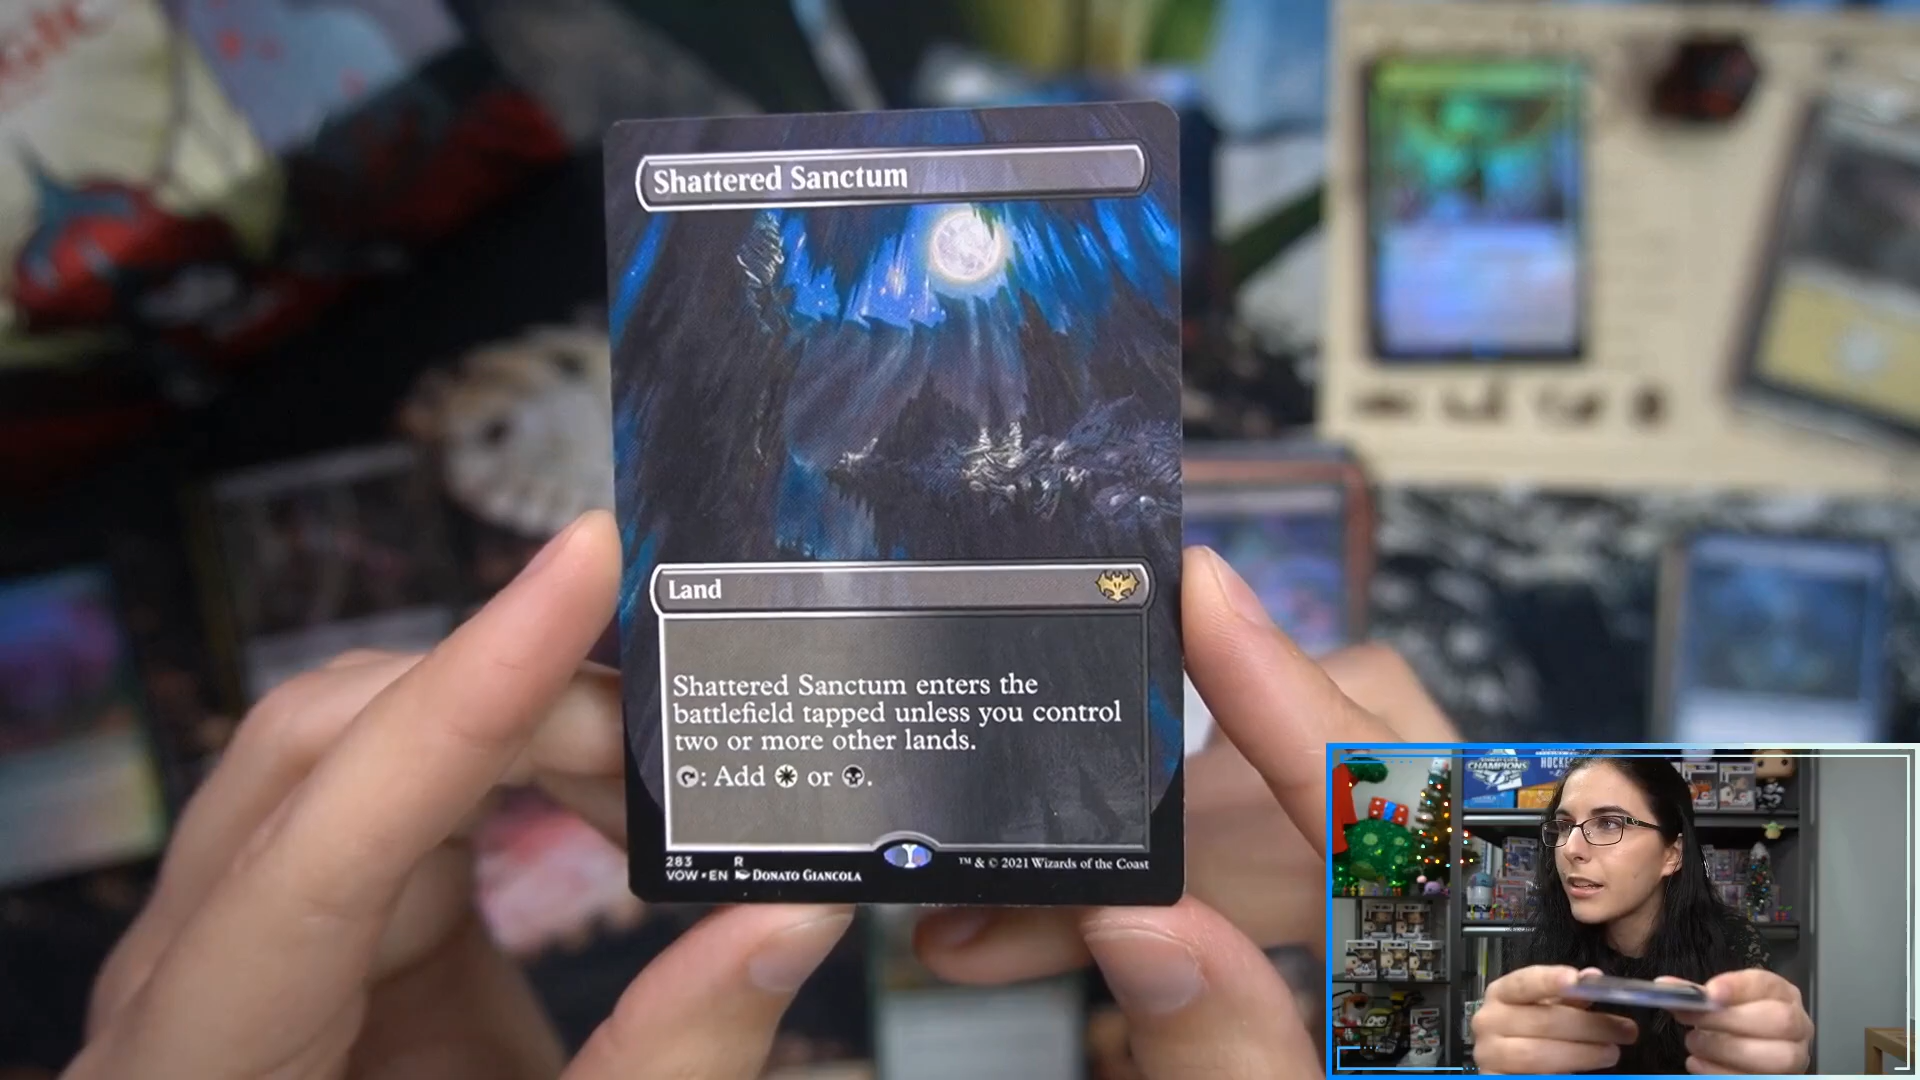 Shattered Sanctum
Land
Shattered Sanctum enters the
battlefield tapped unless you control
two or more other lands.
: Add or .
283 R
VOW • EN DONATO GIANCOLA
™ & © 2021 Wizards of the Coast
CHAMPIONS
HOCKEY